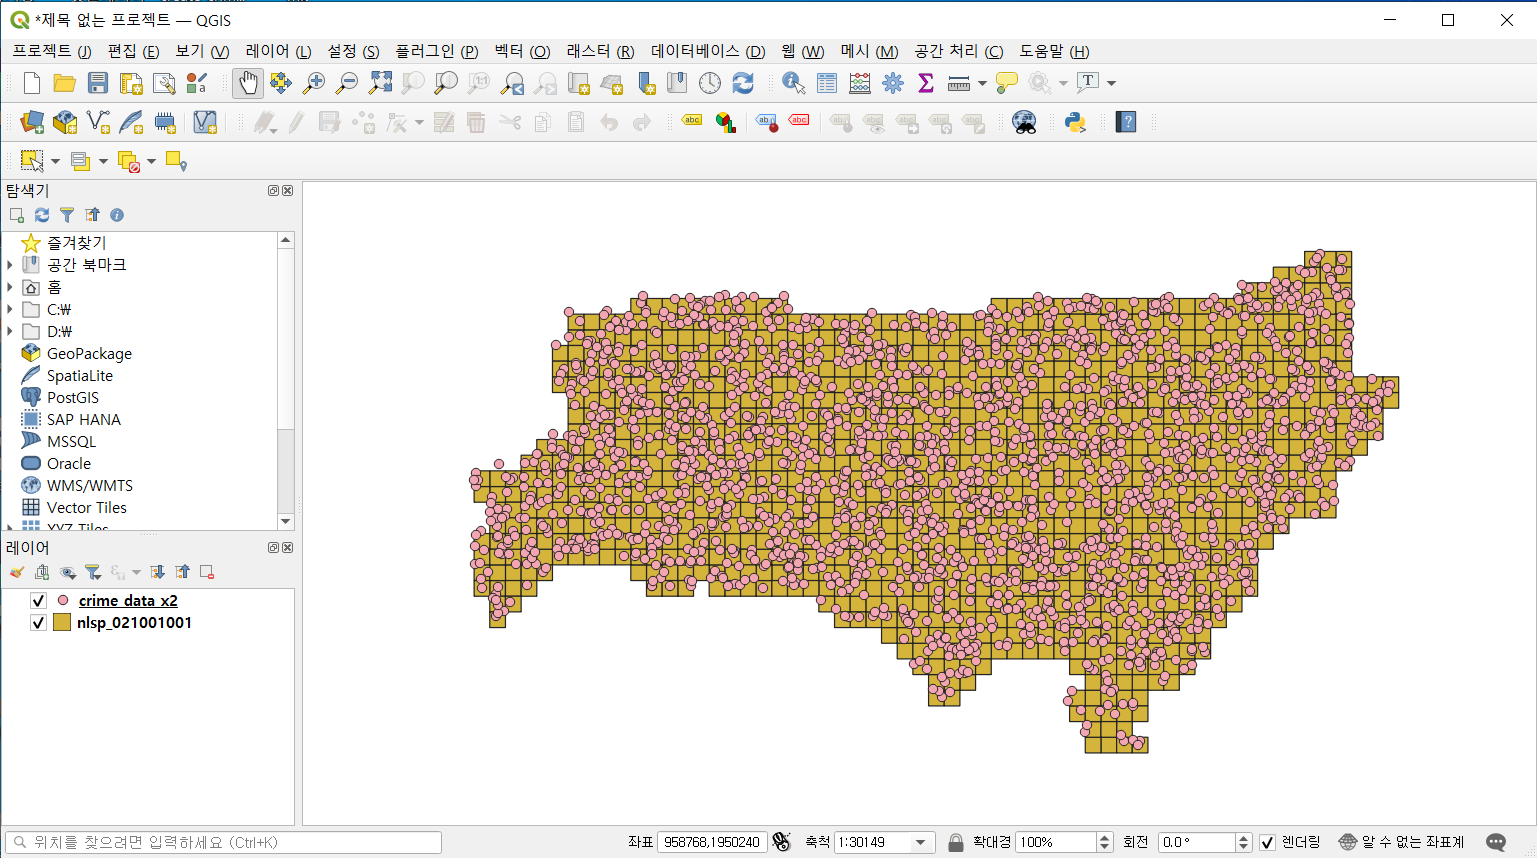 *제목 없는 프로젝트 — QGIS
프로젝트 (J) 편집 (E) 보기 (V) 레이어 (L) 설정 (S) 플러그인 (P) 벡터 (O) 래스터 (R) 데이터베이스 (D) 웹 (W) 메시 (M) 공간 처리 (C) 도움말 (H)
탐색기
즐겨찾기
공간 북마크
홈
C:\
D:\
GeoPackage
SpatiaLite
PostGIS
SAP HANA
MSSQL
Oracle
WMS/WMTS
Vector Tiles
XYZ Tiles
레이어
crime_data_x2
nlsp_021001001
위치를 찾으려면 입력하세요 (Ctrl+K) 좌표 958768,1950240 축척 1:30149 확대경 100% 회전 0.0 ° 렌더링 알 수 없는 좌표계